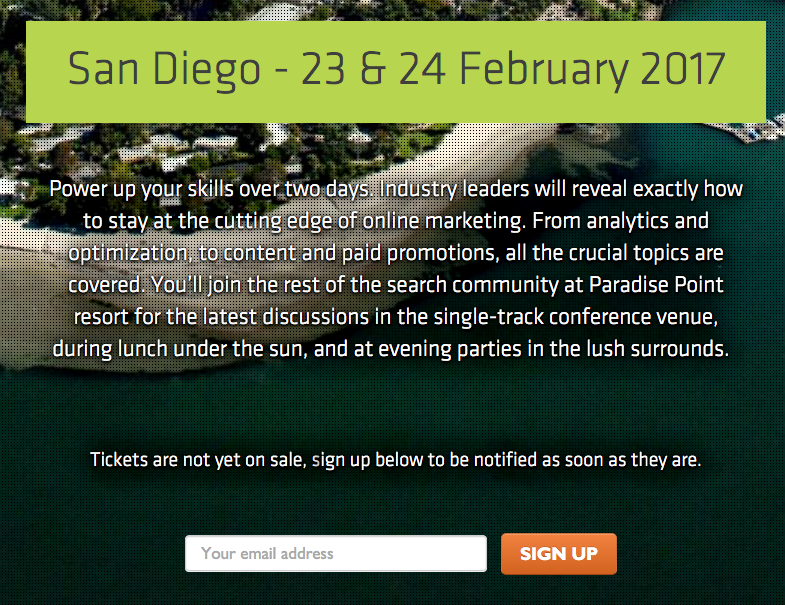 San Diego - 23 & 24 February 2017
Power up your skills over two days. Industry leaders will reveal exactly how
to stay at the cutting edge of online marketing. From analytics and
optimization, to content and paid promotions, all the crucial topics are
covered. You'll join the rest of the search community at Paradise Point
resort for the latest discussions in the single-track conference venue,
during lunch under the sun, and at evening parties in the lush surrounds.
Tickets are not yet on sale, sign up below to be notified as soon as they are.
Your email address SIGN UP